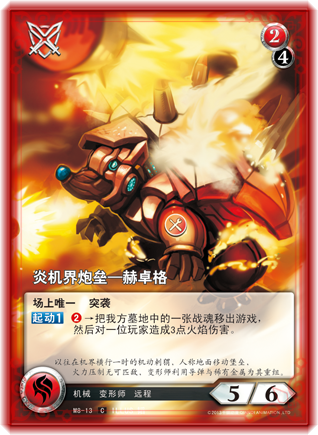 2
4
炎机界炮垒—赫卓格
场上唯一 突袭
起动1 2→把我方墓地中的一张战魂移出游戏，
然后对一位玩家造成3点火焰伤害。
以往在机界横行一时的机动刺猬、人称地面移动堡垒。
火力压制无可匹敌，变形师利用导弹与稀有金属为其重组。
机械 变形师 远程
5/6
M8-13 C